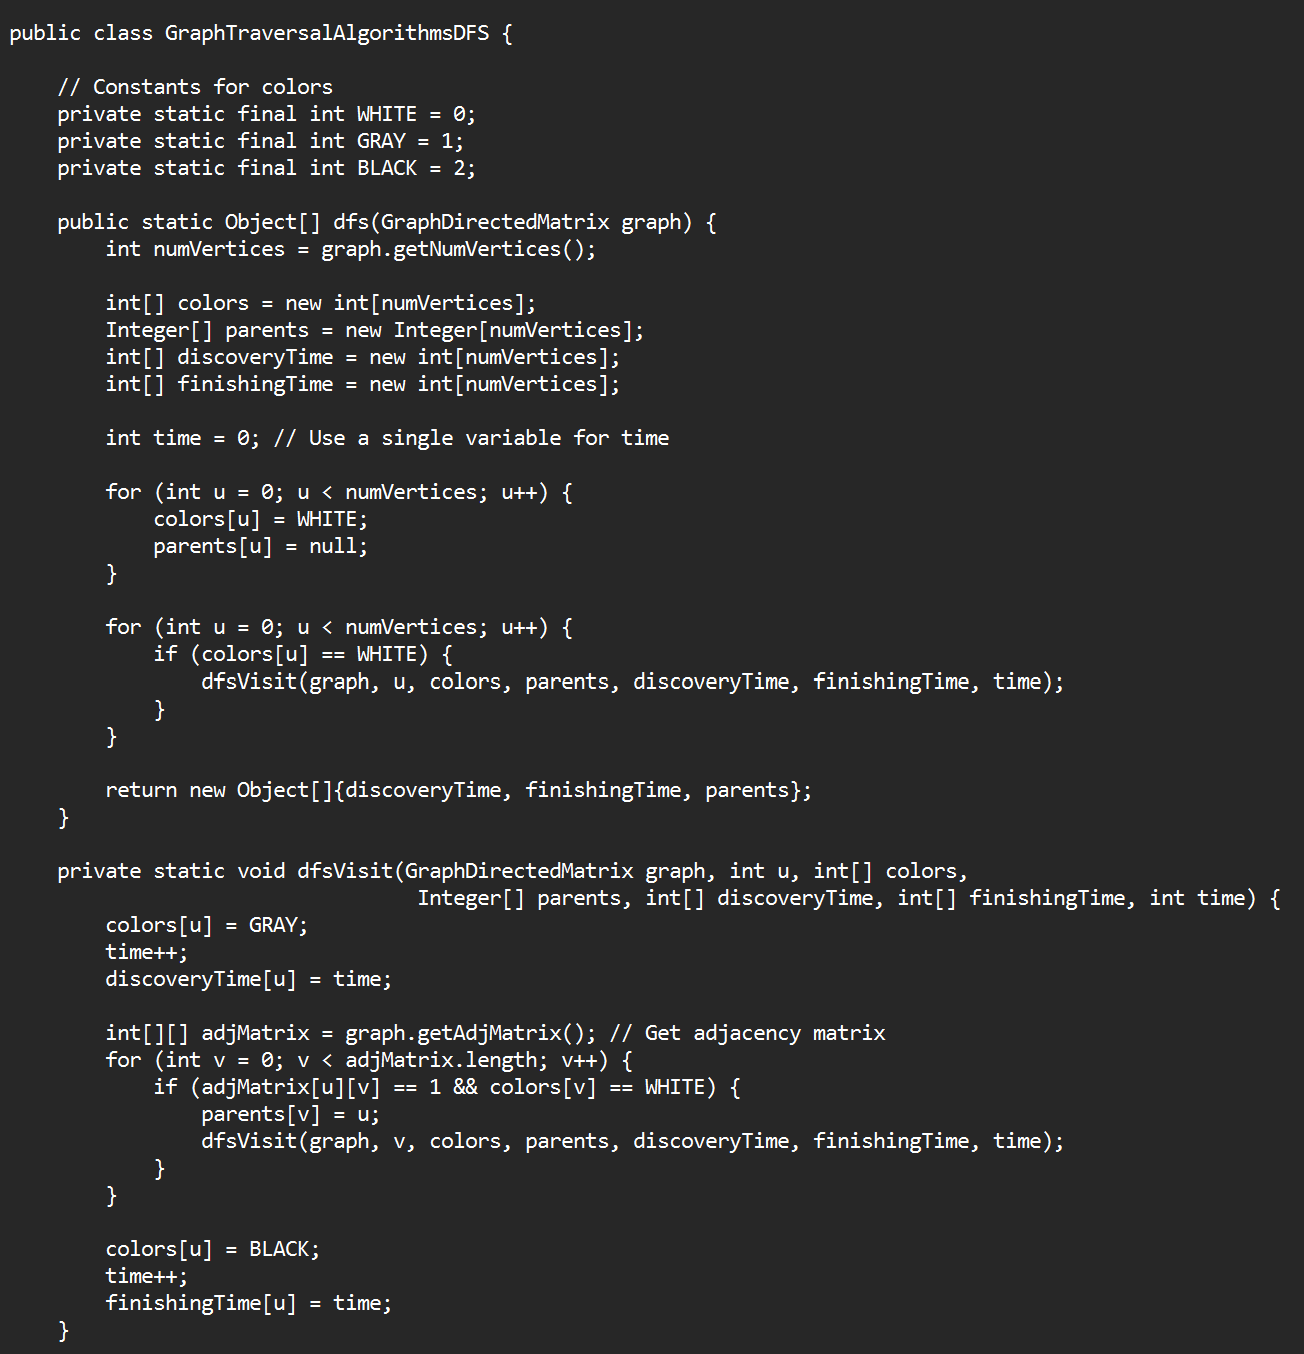 public class GraphTraversalAlgorithmsDFS {

    // Constants for colors
    private static final int WHITE = 0;
    private static final int GRAY = 1;
    private static final int BLACK = 2;

    public static Object[] dfs(GraphDirectedMatrix graph) {
        int numVertices = graph.getNumVertices();

        int[] colors = new int[numVertices];
        Integer[] parents = new Integer[numVertices];
        int[] discoveryTime = new int[numVertices];
        int[] finishingTime = new int[numVertices];

        int time = 0; // Use a single variable for time

        for (int u = 0; u < numVertices; u++) {
            colors[u] = WHITE;
            parents[u] = null;
        }

        for (int u = 0; u < numVertices; u++) {
            if (colors[u] == WHITE) {
                dfsVisit(graph, u, colors, parents, discoveryTime, finishingTime, time);
            }
        }

        return new Object[]{discoveryTime, finishingTime, parents};
    }

    private static void dfsVisit(GraphDirectedMatrix graph, int u, int[] colors,
                                  Integer[] parents, int[] discoveryTime, int[] finishingTime, int time) {
        colors[u] = GRAY;
        time++;
        discoveryTime[u] = time;

        int[][] adjMatrix = graph.getAdjMatrix(); // Get adjacency matrix
        for (int v = 0; v < adjMatrix.length; v++) {
            if (adjMatrix[u][v] == 1 && colors[v] == WHITE) {
                parents[v] = u;
                dfsVisit(graph, v, colors, parents, discoveryTime, finishingTime, time);
            }
        }

        colors[u] = BLACK;
        time++;
        finishingTime[u] = time;
    }